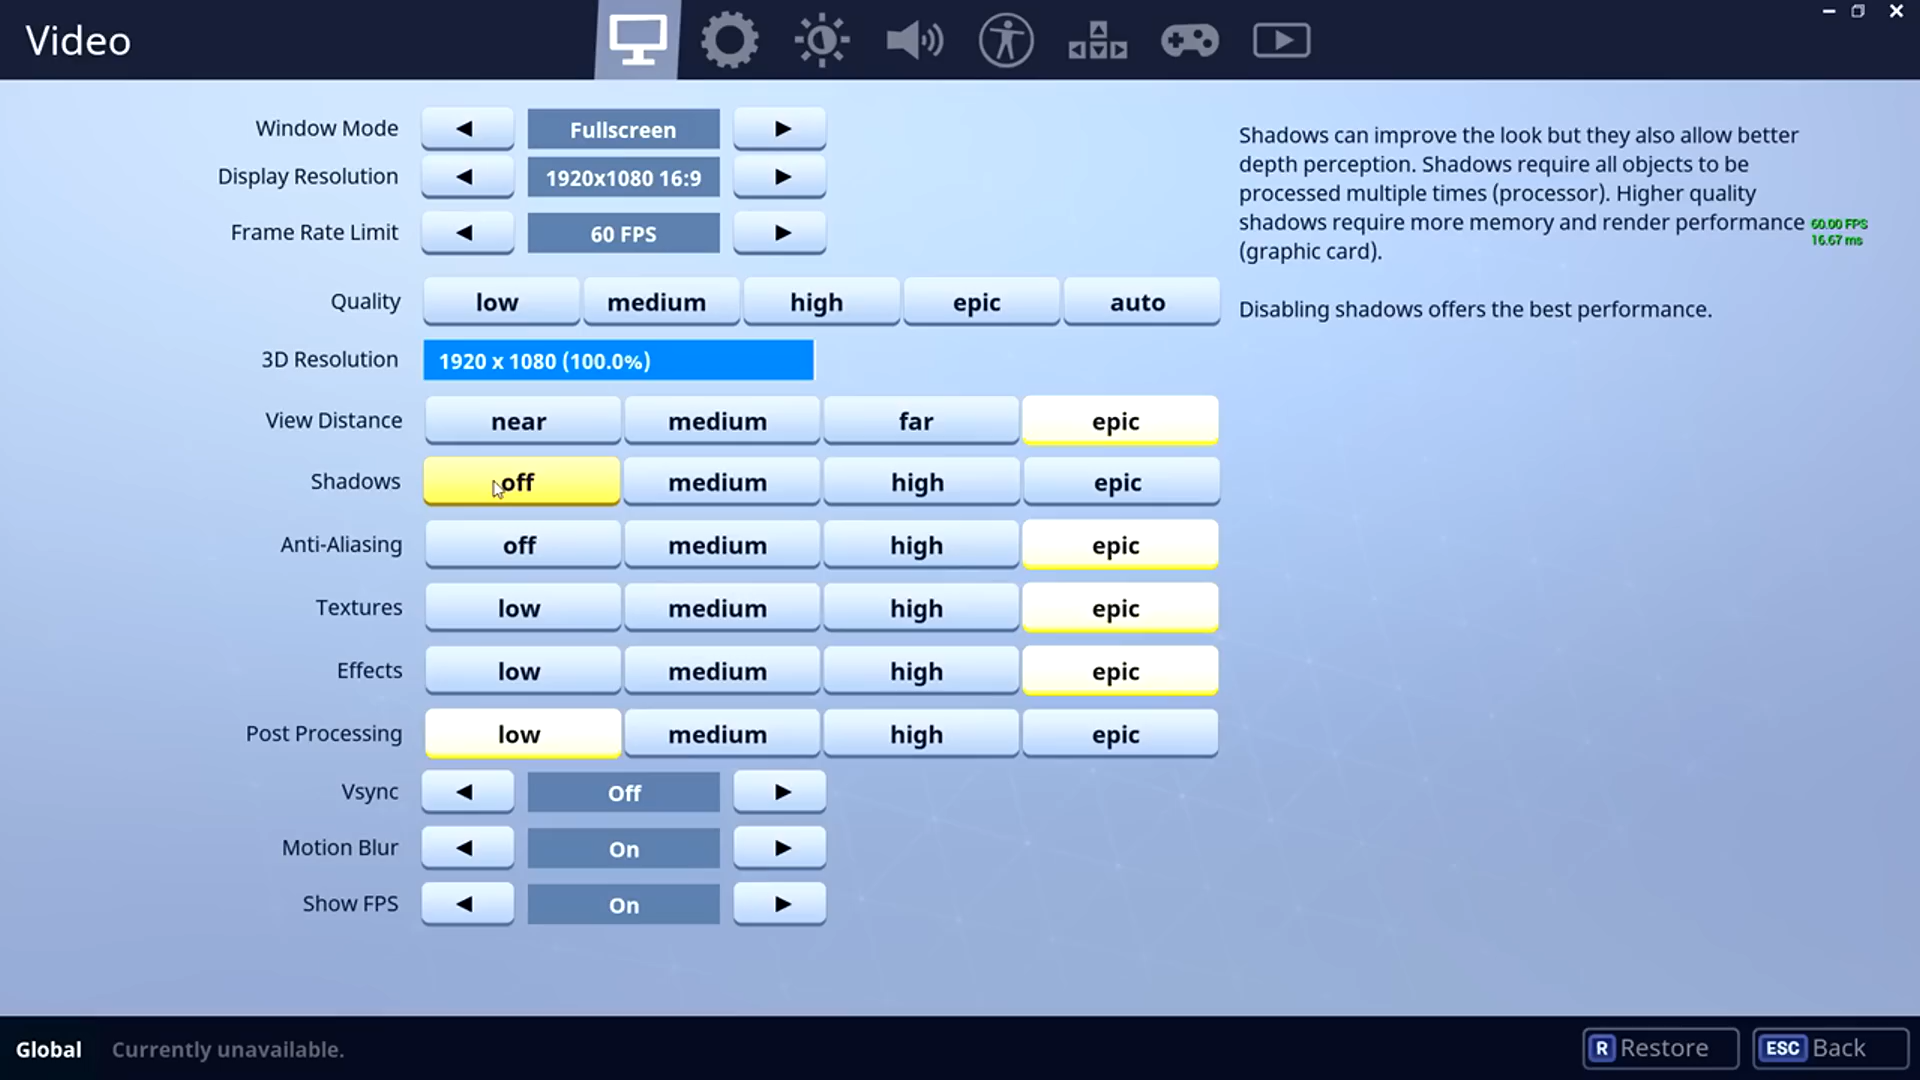 Video
Window Mode
Fullscreen
Display Resolution
1920x1080 16:9
Frame Rate Limit
60 FPS
Quality
low
medium
high
epic
auto
3D Resolution
1920 x 1080 (100.0%)
View Distance
near
medium
far
epic
Shadows
off
medium
high
epic
Anti-Aliasing
off
medium
high
epic
Textures
low
medium
high
epic
Effects
low
medium
high
epic
Post Processing
low
medium
high
epic
Vsync
Off
Motion Blur
On
Show FPS
On
Shadows can improve the look but they also allow better
depth perception. Shadows require all objects to be
processed multiple times (processor). Higher quality
shadows require more memory and render performance
(graphic card).
Disabling shadows offers the best performance.
60.00 FPS
16.67 ms
Global
Currently unavailable.
R Restore
ESC Back